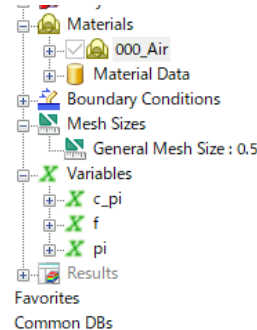 Materials
000_Air
Material Data
Boundary Conditions
Mesh Sizes
General Mesh Size : 0.5
Variables
c_pi
f
pi
Results
Favorites
Common DBs